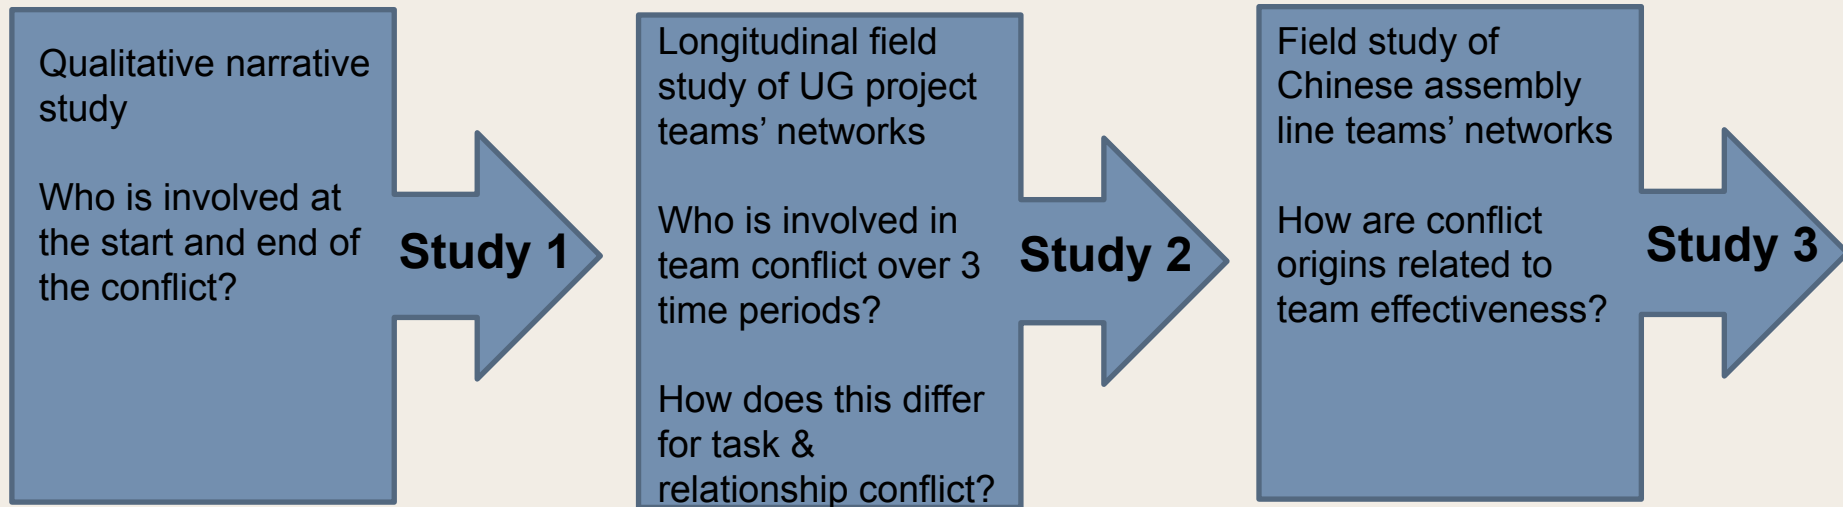 Qualitative narrative
study
Who is involved at
the start and end of
the conflict?
Study 1
Longitudinal field
study of UG project
teams’ networks
Who is involved in
team conflict over 3
time periods?
How does this differ
for task &
relationship conflict?
Study 2
Field study of
Chinese assembly
line teams’ networks
How are conflict
origins related to
team effectiveness?
Study 3